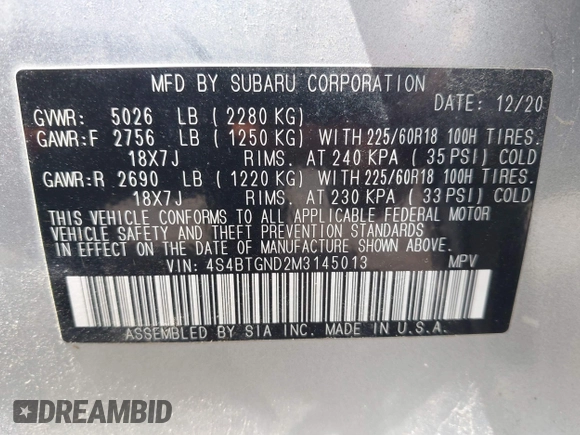 MFD BY SUBARU CORPORATION
DATE: 12/20
GVWR: 5026 LB ( 2280 KG)
GAWR:F 2756 LB ( 1250 KG) WITH 225/60R18 100H TIRES.
18X7J RIMS. AT 240 KPA ( 35 PSI) COLD
GAWR:R 2690 LB ( 1220 KG) WITH 225/60R18 100H TIRES.
18X7J RIMS. AT 230 KPA ( 33 PSI) COLD
THIS VEHICLE CONFORMS TO ALL APPLICABLE FEDERAL MOTOR
VEHICLE SAFETY AND THEFT PREVENTION STANDARDS
IN EFFECT ON THE DATE OF MANUFACTURE SHOWN ABOVE.
VIN: 4S4BTGND2M3145013 MPV
ASSEMBLED BY SIA INC. MADE IN U.S.A.
DREAMBID